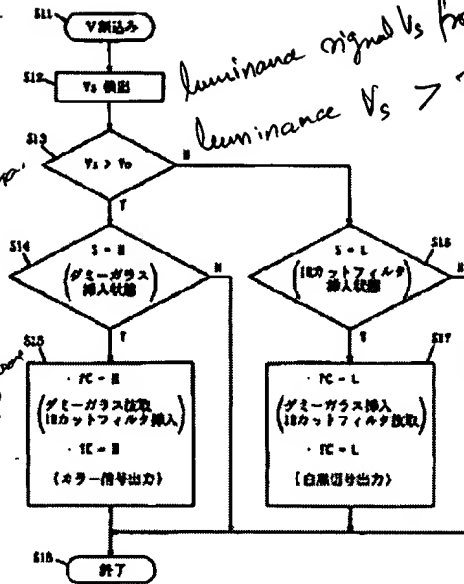 S11
V割込み
S12
Vs 検出
luminance signal Vs from
luminance Vs >
S13
Vs > Vo
N
Y
S14
S = H
(ダミーガラス
挿入状態)
N
Y
S16
S = L
(IRカットフィルタ
挿入状態)
N
Y
S15
・FC = H
(ダミーガラス抜取
IRカットフィルタ挿入)
・TC = H
(カラー信号出力)
S17
・FC = L
(ダミーガラス挿入
IRカットフィルタ抜取)
・TC = L
(白黒信号出力)
S18
終了